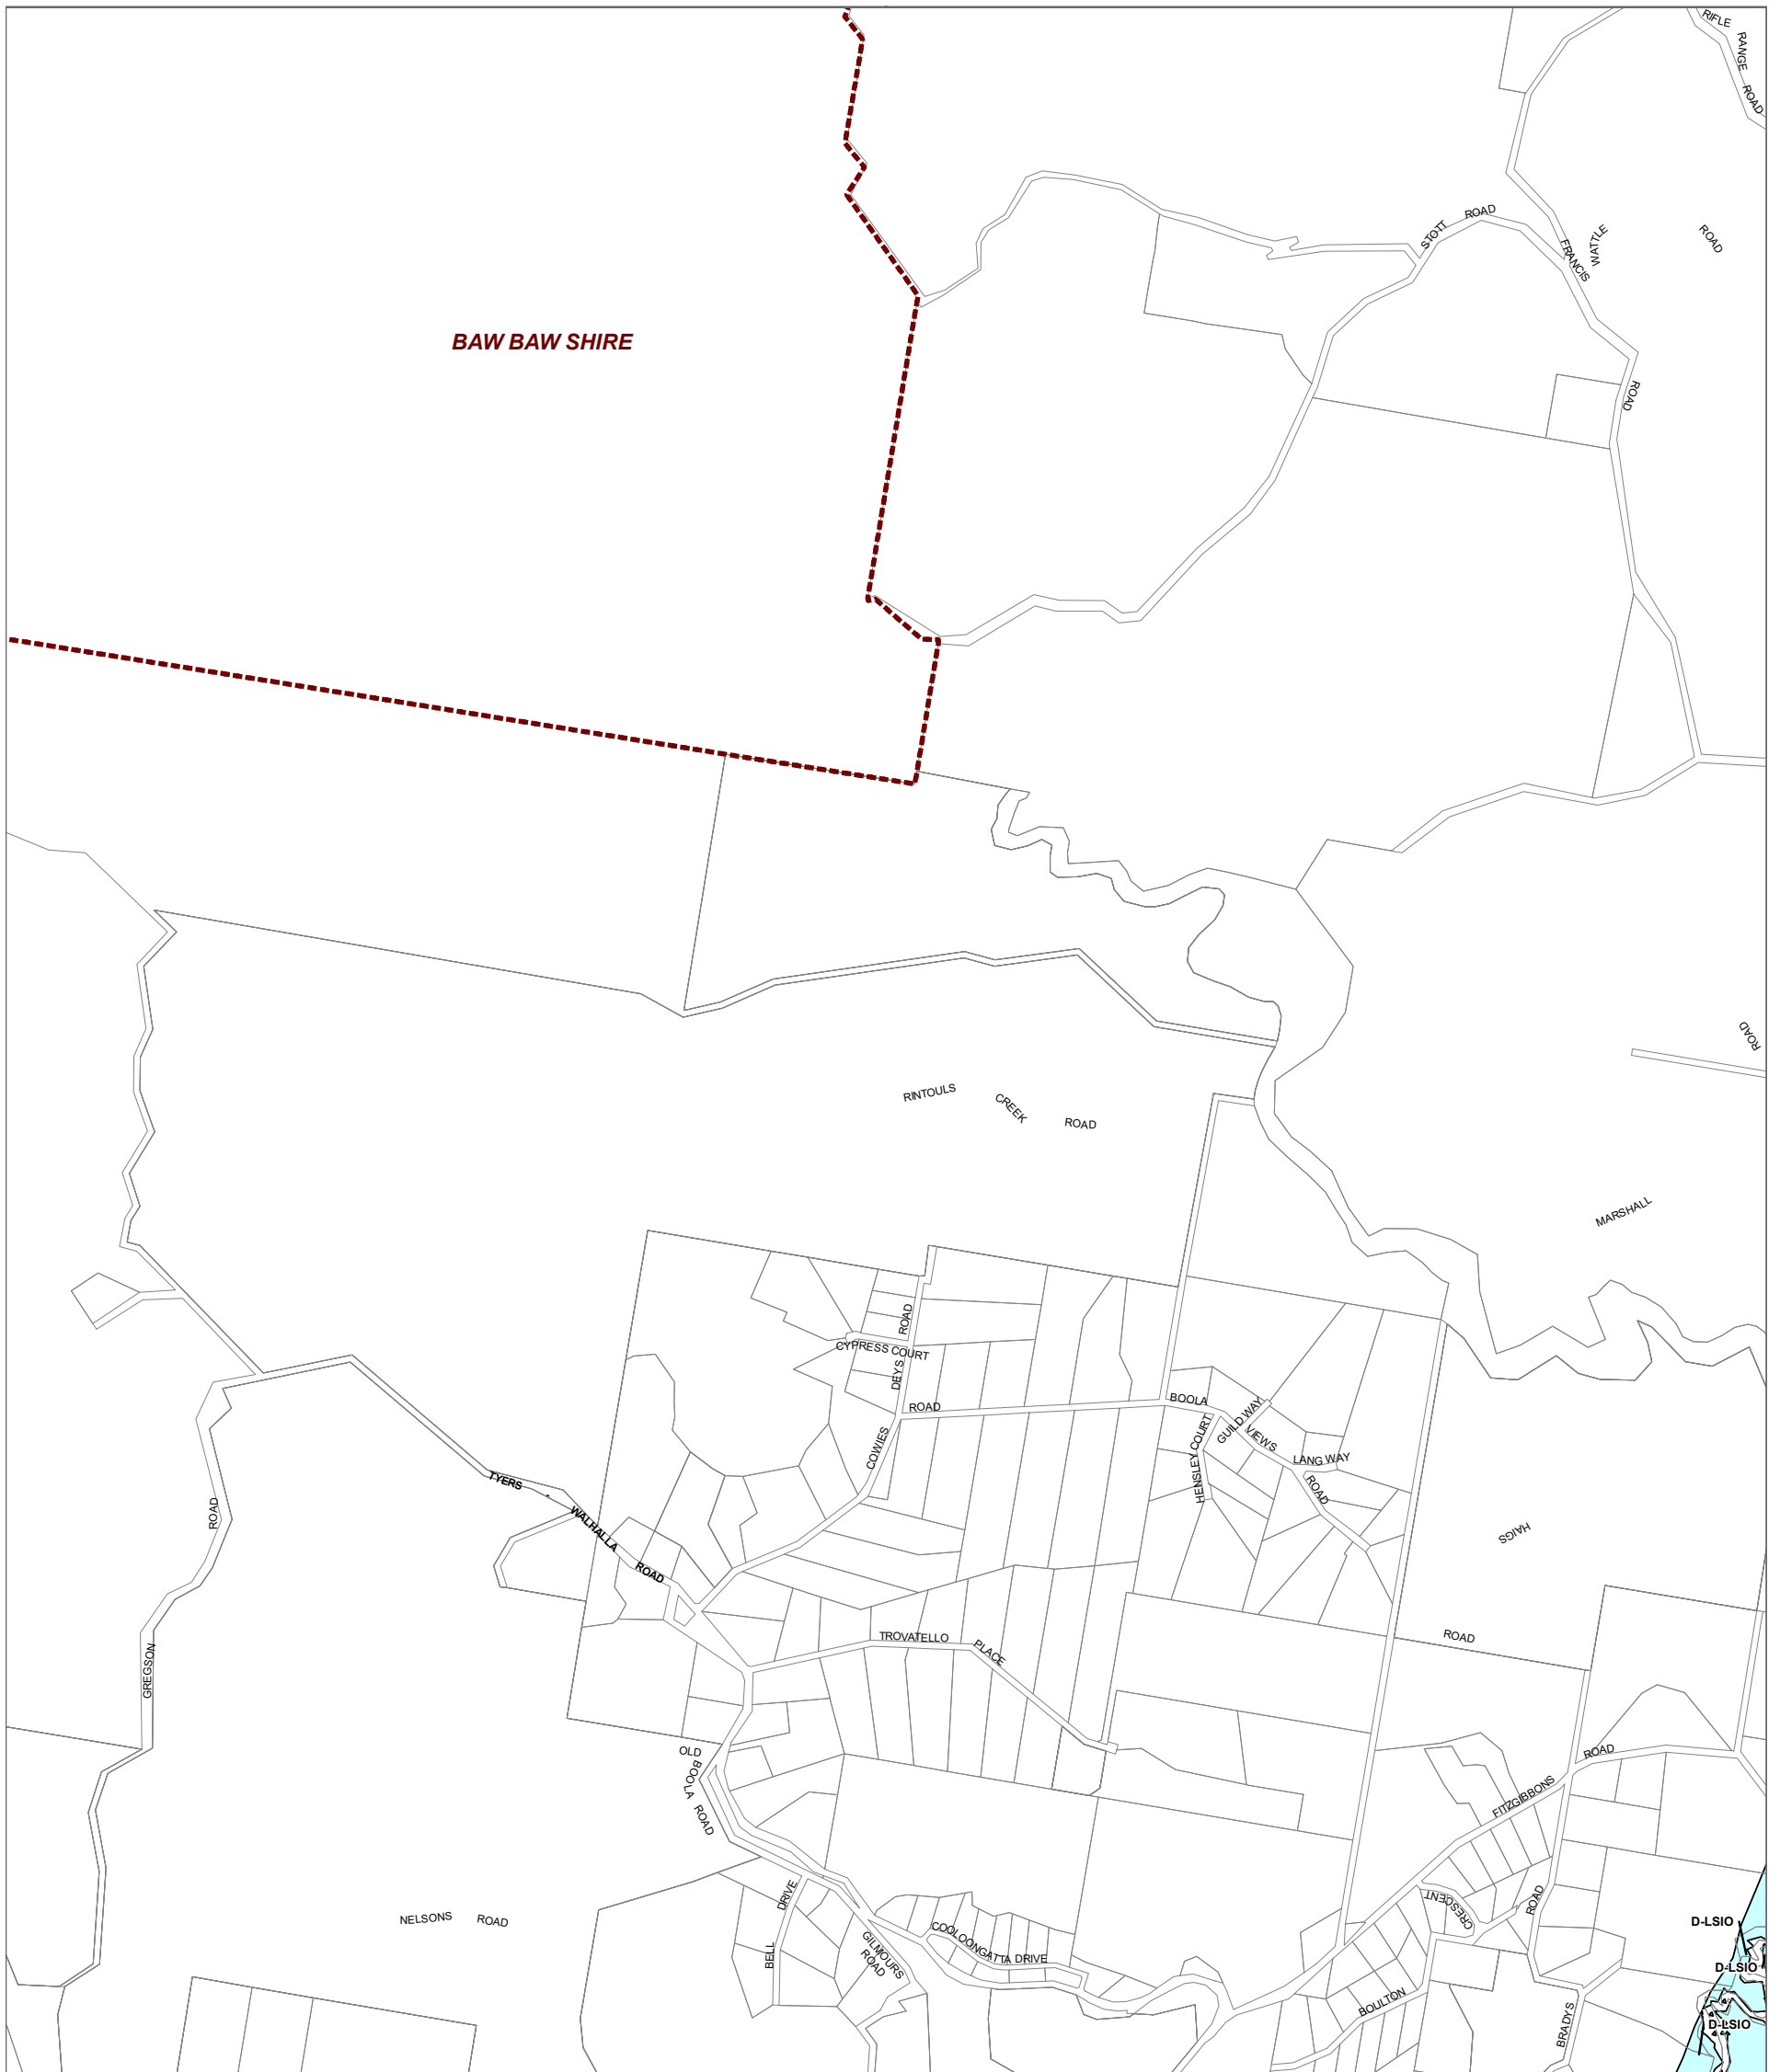 RIFLE
RANGE
ROAD
STOTT
ROAD
FRANCIS
WATTLE
ROAD
BAW BAW SHIRE
ROAD
ROAD
RINTOULS
CREEK
ROAD
MARSHALL
ROAD
CYPRESS COURT
DEYS
ROAD
COWIES
BOOLA
GUILD WAY
VIEWS
HENSLEY COURT
LANG WAY
ROAD
TYERS
-
WALHALLA
ROAD
ROAD
HAIGS
ROAD
TROVATELLO
PLACE
GREGSON
OLD
BOOLA
ROAD
ROAD
FITZGIBBONS
DRIVE
NELSONS
ROAD
CRESCENT
ROAD
D-LSIO
COOLOONGATTA DRIVE
GILMOURS
ROAD
BELL
D-LSIO
BOULTON
BRADYS
D-LSIO